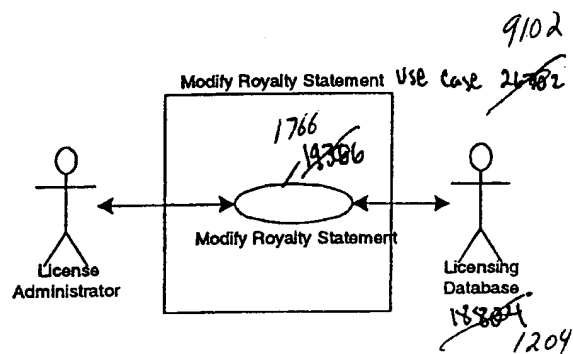 9102
Modify Royalty Statement Use Case
1766
Modify Royalty Statement
License
Administrator
Licensing
Database
1204